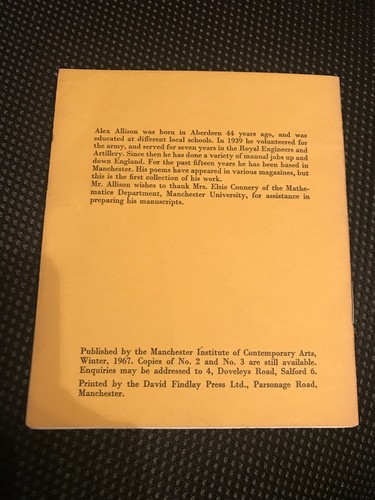 Alex Allison was born in Aberdeen 44 years ago, and was
educated at different local schools. In 1939 he volunteered for
the army, and served for seven years in the Royal Engineers and
Artillery. Since then he has done a variety of manual jobs up and
down England. For the past fifteen years he has been based in
Manchester. His poems have appeared in various magazines, but
this is the first collection of his work.
Mr. Allison wishes to thank Mrs. Elsie Connery of the Mathe-
matics Department, Manchester University, for assistance in
preparing his manuscripts.
Published by the Manchester Institute of Contemporary Arts,
Winter, 1967. Copies of No. 2 and No. 3 are still available.
Enquiries may be addressed to 4, Doveleys Road, Salford 6.
Printed by the David Findlay Press Ltd., Parsonage Road,
Manchester.